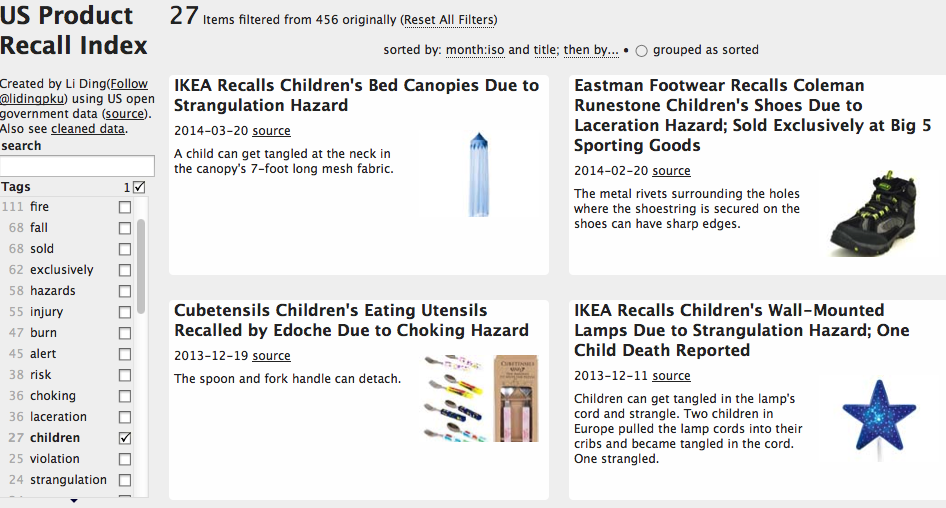 US Product
Recall Index
Created by Li Ding(Follow
@lidingpku) using US open
government data (source).
Also see cleaned data.
search
Tags 1
111 fire
68 fall
68 sold
62 exclusively
58 hazards
55 injury
47 burn
45 alert
38 risk
36 choking
36 laceration
27 children
25 violation
24 strangulation
27 Items filtered from 456 originally (Reset All Filters)
sorted by: month:iso and title; then by... • grouped as sorted
IKEA Recalls Children's Bed Canopies Due to
Strangulation Hazard
2014-03-20 source
A child can get tangled at the neck in
the canopy's 7-foot long mesh fabric.
Eastman Footwear Recalls Coleman
Runestone Children's Shoes Due to
Laceration Hazard; Sold Exclusively at Big 5
Sporting Goods
2014-02-20 source
The metal rivets surrounding the holes
where the shoestring is secured on the
shoes can have sharp edges.
Cubetensils Children's Eating Utensils
Recalled by Edoche Due to Choking Hazard
2013-12-19 source
The spoon and fork handle can detach.
CUBETENSILS
IKEA Recalls Children's Wall-Mounted
Lamps Due to Strangulation Hazard; One
Child Death Reported
2013-12-11 source
Children can get tangled in the lamp's
cord and strangle. Two children in
Europe pulled the lamp cords into their
cribs and became tangled in the cord.
One strangled.